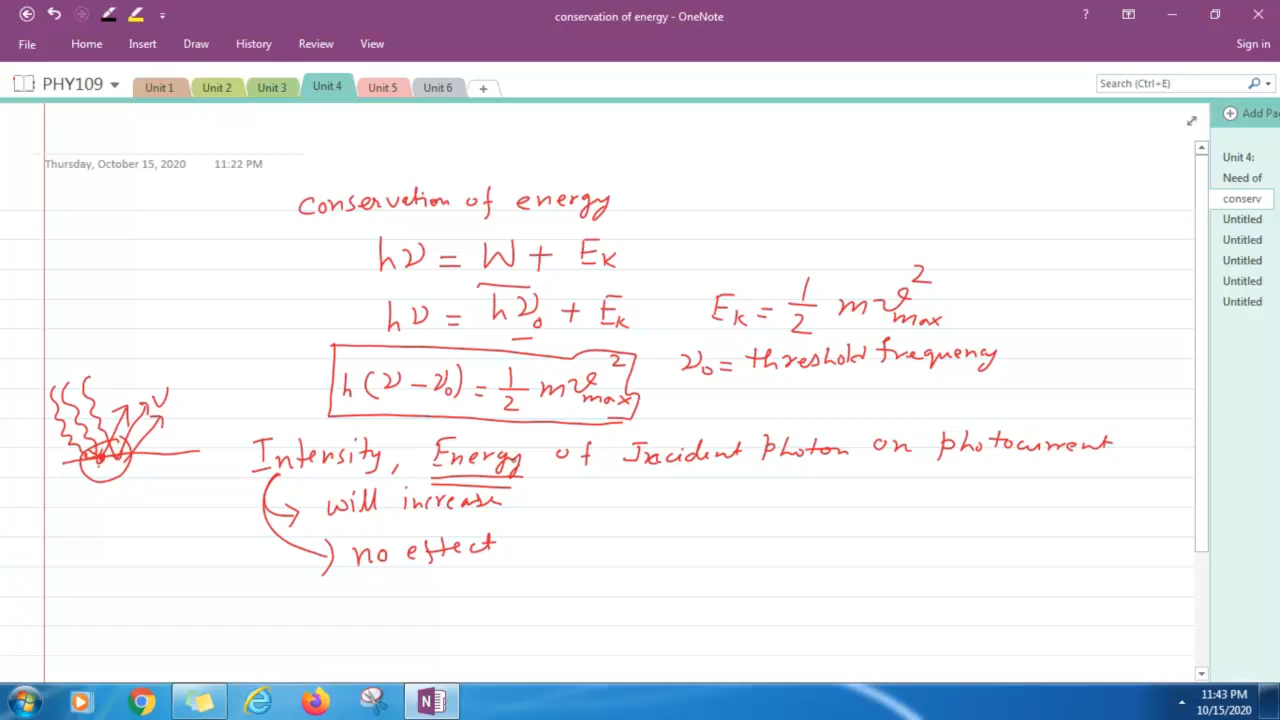 conservation of energy - OneNote
?
File Home Insert Draw History Review View Sign in
PHY109 Unit 1 Unit 2 Unit 3 Unit 4 Unit 5 Unit 6 + Search (Ctrl+E)
Add Pa
Thursday, October 15, 2020 11:22 PM
conservation of energy
hν = W + E_K
hν = hν₀ + E_K
E_K = 1/2 mv²max
ν₀ = threshold frequency
h(ν - ν₀) = 1/2 mv²max
Intensity, Energy of Incident photon on photocurrent
will increase
no effect
Unit 4:
Need of
conserv
Untitled
Untitled
Untitled
Untitled
Untitled
N
11:43 PM
10/15/2020